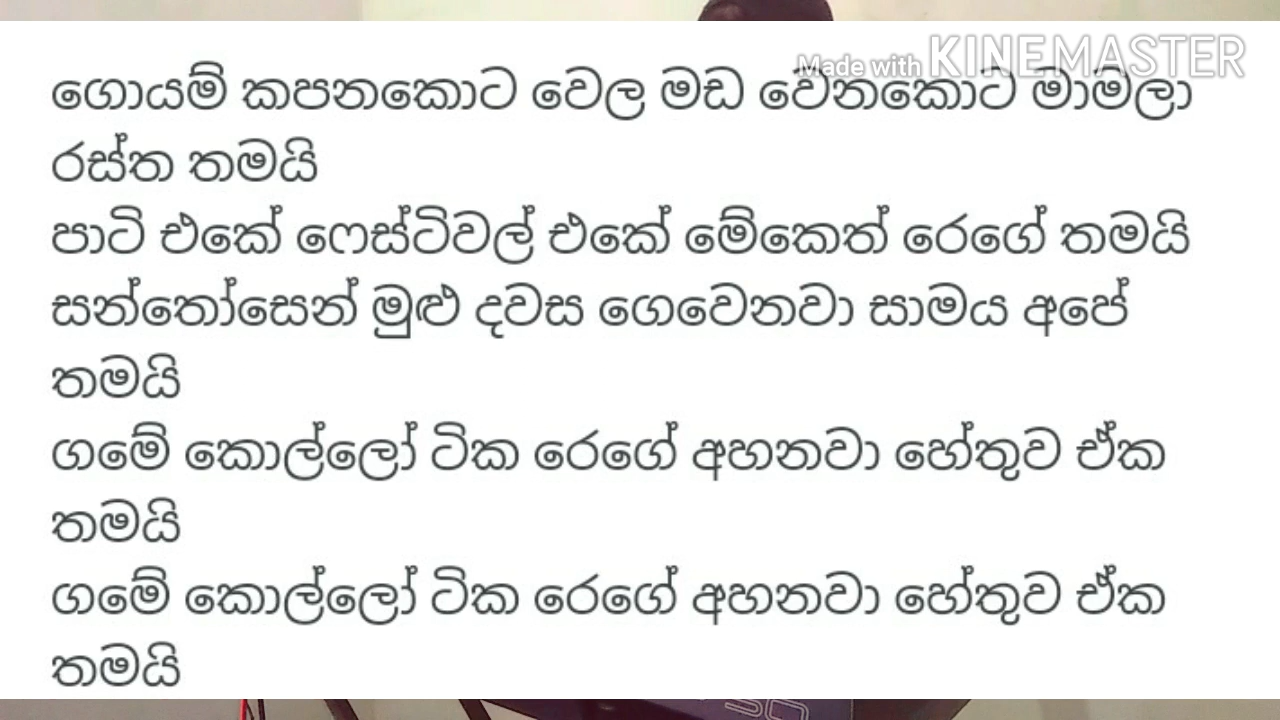 Made with KINEMASTER
ගොයම් කපනකොට වෙල මඩ වෙනකොට මාමලා
රස්ත තමයි
පාටි එකේ ෆෙස්ටිවල් එකේ මේකෙත් රෙගේ තමයි
සන්තෝසෙන් මුළු දවස ගෙවෙනවා සාමය අපේ
තමයි
ගමේ කොල්ලෝ ටික රෙගේ අහනවා හේතුව ඒක
තමයි
ගමේ කොල්ලෝ ටික රෙගේ අහනවා හේතුව ඒක
තමයි